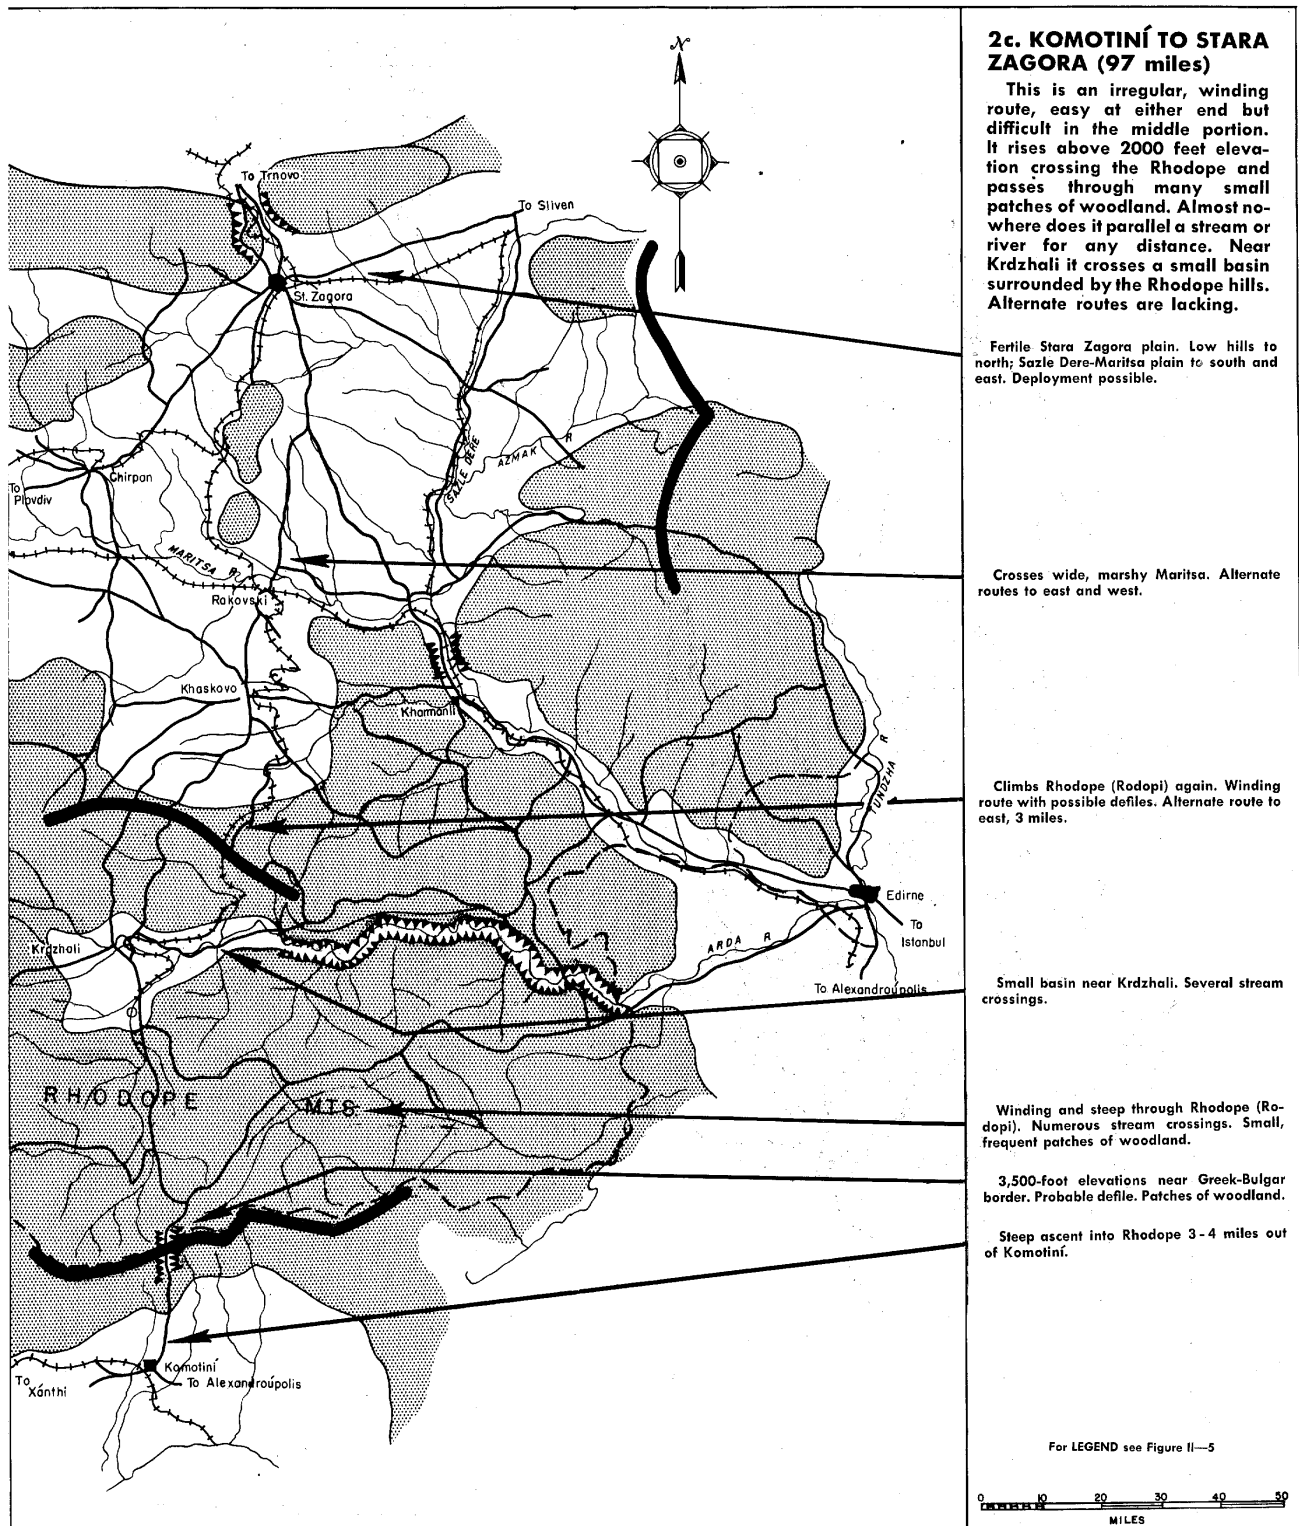 N
To Trnovo
To Sliven
St. Zagora
SAZLE DERE
AZMAK R
Chirpan
To
Plovdiv
MARITSA R
Rakovski
Khaskovo
Kharmanli
TUNDZHA R
Edirne
To
Istanbul
ARDA R
To Alexandroúpolis
Krdzhali
RHODOPE MTS
Komotiní
To Alexandroúpolis
To
Xánthi
2c. KOMOTINÍ TO STARA
ZAGORA (97 miles)
This is an irregular, winding
route, easy at either end but
difficult in the middle portion.
It rises above 2000 feet eleva-
tion crossing the Rhodope and
passes through many small
patches of woodland. Almost no-
where does it parallel a stream or
river for any distance. Near
Krdzhali it crosses a small basin
surrounded by the Rhodope hills.
Alternate routes are lacking.
Fertile Stara Zagora plain. Low hills to
north; Sazle Dere-Maritsa plain to south and
east. Deployment possible.
Crosses wide, marshy Maritsa. Alternate
routes to east and west.
Climbs Rhodope (Rodopi) again. Winding
route with possible defiles. Alternate route to
east, 3 miles.
Small basin near Krdzhali. Several stream
crossings.
Winding and steep through Rhodope (Ro-
dopi). Numerous stream crossings. Small,
frequent patches of woodland.
3,500-foot elevations near Greek-Bulgar
border. Probable defile. Patches of woodland.
Steep ascent into Rhodope 3-4 miles out
of Komotiní.
For LEGEND see Figure II—5
0 10 20 30 40 50
MILES